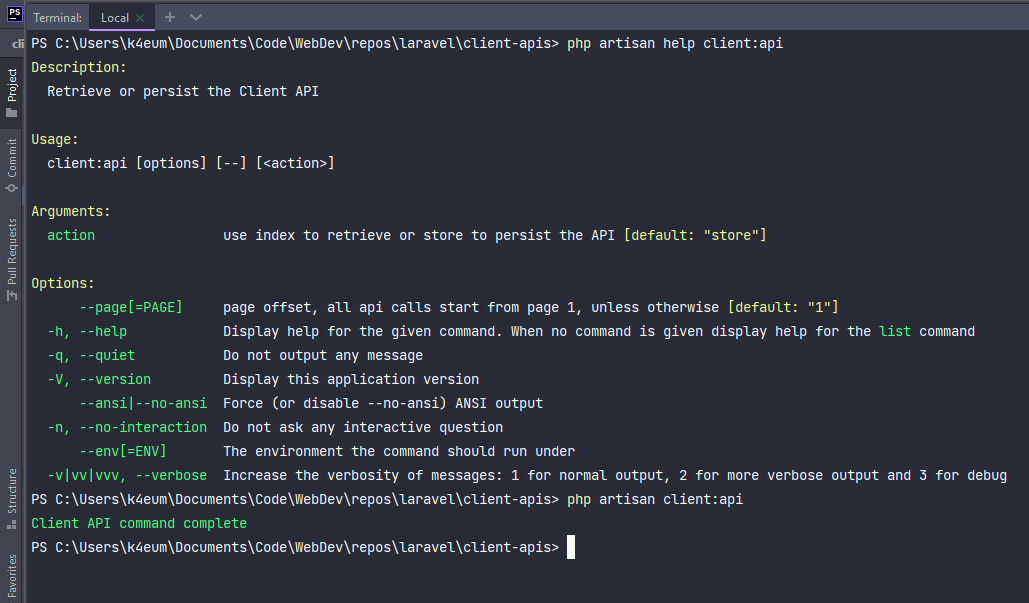 PS
Terminal: Local × +
cli
Project
Commit
Pull Requests
Structure
Favorites
PS C:\Users\k4eum\Documents\Code\WebDev\repos\laravel\client-apis> php artisan help client:api
Description:
  Retrieve or persist the Client API

Usage:
  client:api [options] [--] [<action>]

Arguments:
  action                use index to retrieve or store to persist the API [default: "store"]

Options:
      --page[=PAGE]     page offset, all api calls start from page 1, unless otherwise [default: "1"]
  -h, --help            Display help for the given command. When no command is given display help for the list command
  -q, --quiet           Do not output any message
  -V, --version         Display this application version
      --ansi|--no-ansi  Force (or disable --no-ansi) ANSI output
  -n, --no-interaction  Do not ask any interactive question
      --env[=ENV]       The environment the command should run under
  -v|vv|vvv, --verbose  Increase the verbosity of messages: 1 for normal output, 2 for more verbose output and 3 for debug
PS C:\Users\k4eum\Documents\Code\WebDev\repos\laravel\client-apis> php artisan client:api
Client API command complete
PS C:\Users\k4eum\Documents\Code\WebDev\repos\laravel\client-apis>